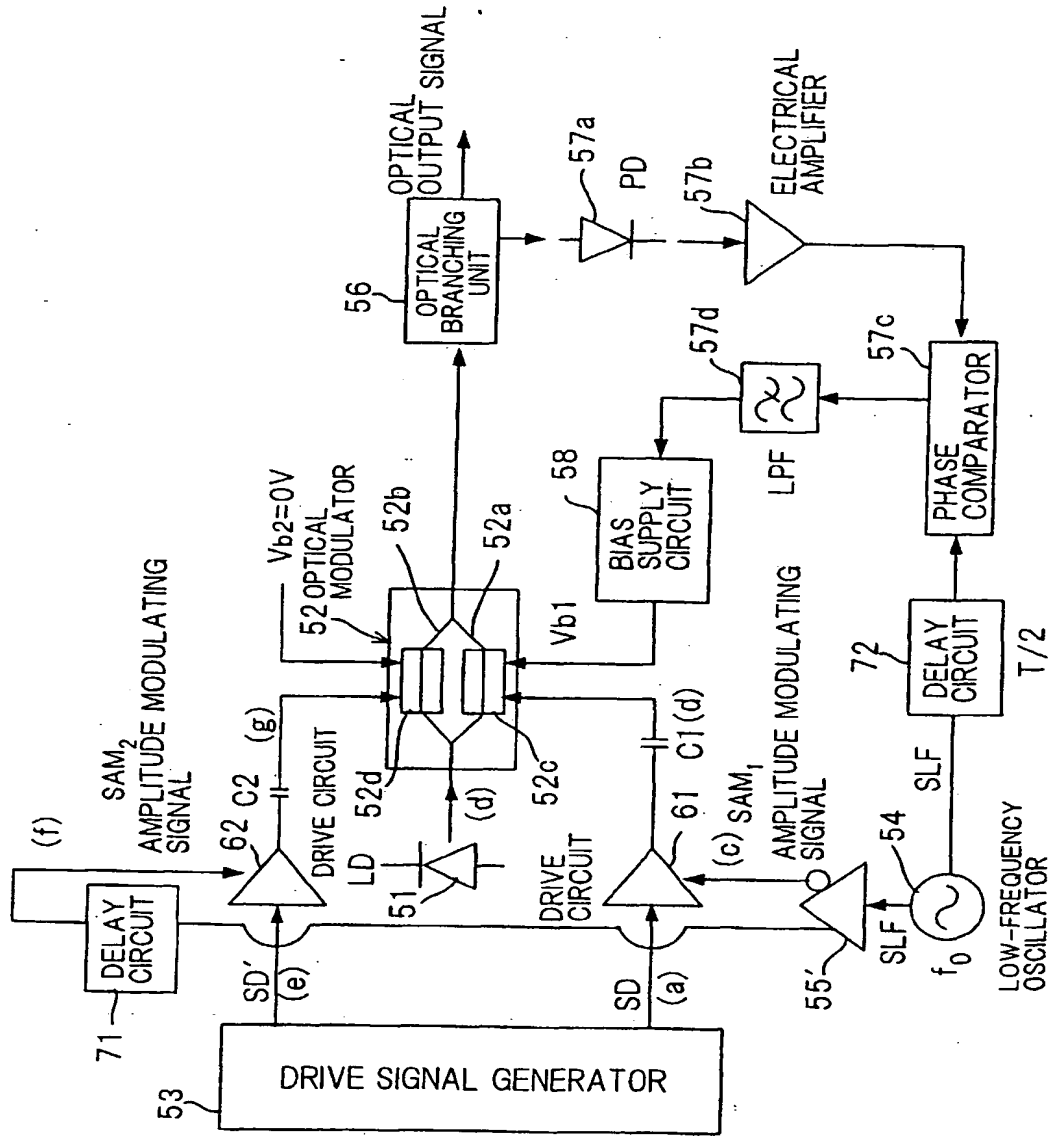 53
DRIVE SIGNAL GENERATOR
71
DELAY
CIRCUIT
(f)
SAM2
AMPLITUDE MODULATING
SIGNAL
SD'
(e)
62
C2
(g)
DRIVE CIRCUIT
Vb2=0V
52 OPTICAL
MODULATOR
52b
52a
52d
52c
LD
51
(d)
OPTICAL
OUTPUT SIGNAL
56
OPTICAL
BRANCHING
UNIT
57a
PD
57b
ELECTRICAL
AMPLIFIER
SD
(a)
DRIVE
CIRCUIT
61
C1(d)
Vb1
58
BIAS
SUPPLY
CIRCUIT
57d
LPF
57c
PHASE
COMPARATOR
(c) SAM1
AMPLITUDE MODULATING
SIGNAL
55'
SLF
54
f0
LOW-FREQUENCY
OSCILLATOR
SLF
72
DELAY
CIRCUIT
T/2